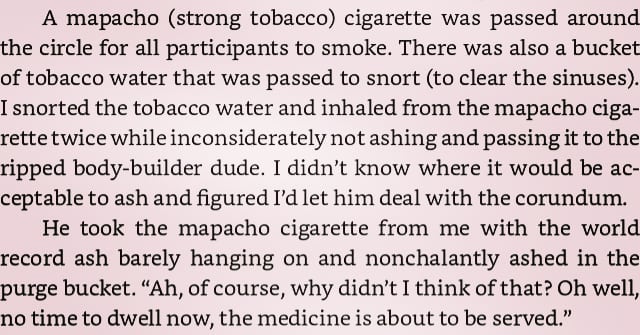 A mapacho (strong tobacco) cigarette was passed around
the circle for all participants to smoke. There was also a bucket
of tobacco water that was passed to snort (to clear the sinuses).
I snorted the tobacco water and inhaled from the mapacho ciga-
rette twice while inconsiderately not ashing and passing it to the
ripped body-builder dude. I didn’t know where it would be ac-
ceptable to ash and figured I’d let him deal with the corundum.
He took the mapacho cigarette from me with the world
record ash barely hanging on and nonchalantly ashed in the
purge bucket. “Ah, of course, why didn’t I think of that? Oh well,
no time to dwell now, the medicine is about to be served.”